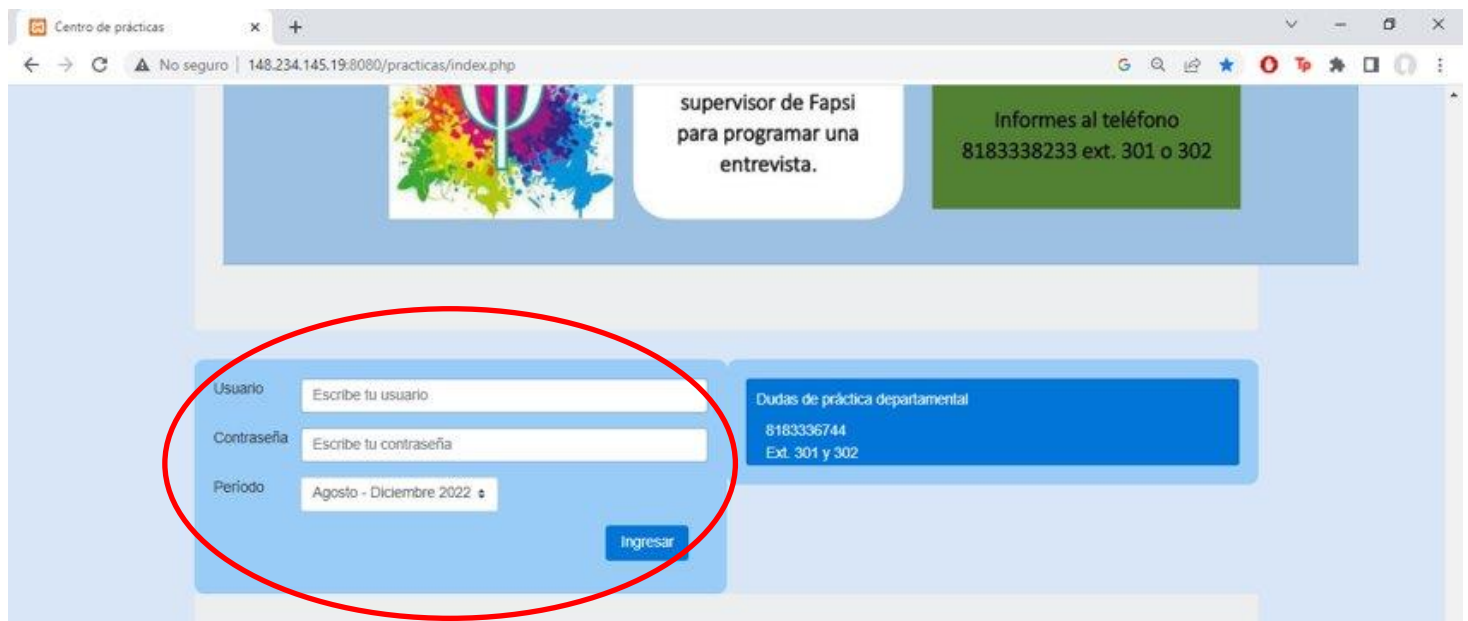 Centro de prácticas
No seguro | 148.234.145.19:8080/practicas/index.php
supervisor de Fapsi
para programar una
entrevista.
Informes al teléfono
8183338233 ext. 301 o 302
Usuario
Escribe tu usuario
Contraseña
Escribe tu contraseña
Período
Agosto - Diciembre 2022
Ingresar
Dudas de práctica departamental
8183336744
Ext. 301 y 302